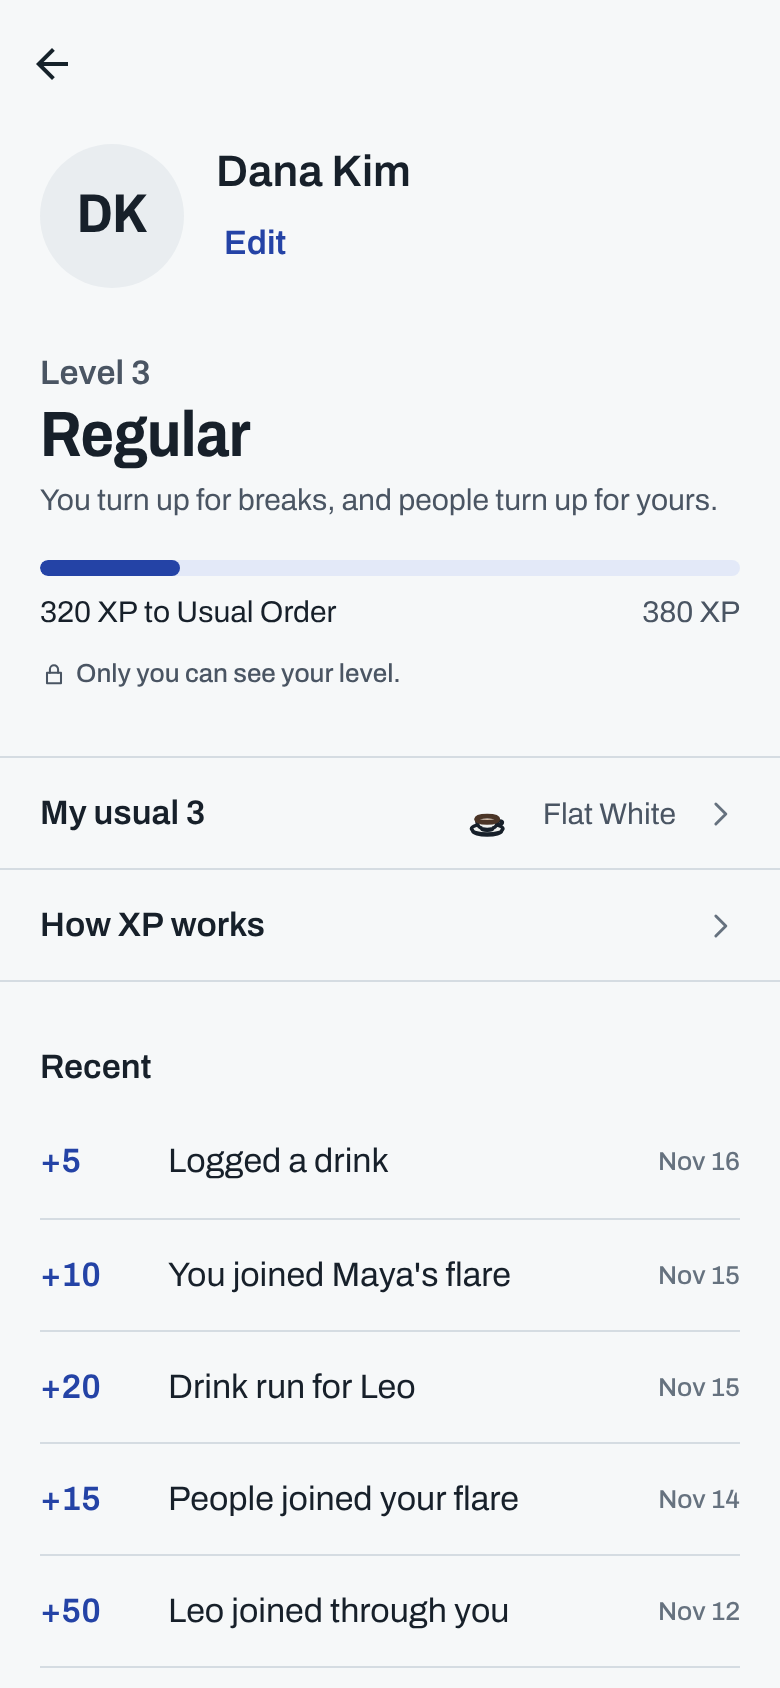 DK
Dana Kim
Edit
Level 3
Regular
You turn up for breaks, and people turn up for yours.
320 XP to Usual Order 380 XP
Only you can see your level.
My usual 3 Flat White
How XP works
Recent
+5 Logged a drink Nov 16
+10 You joined Maya's flare Nov 15
+20 Drink run for Leo Nov 15
+15 People joined your flare Nov 14
+50 Leo joined through you Nov 12